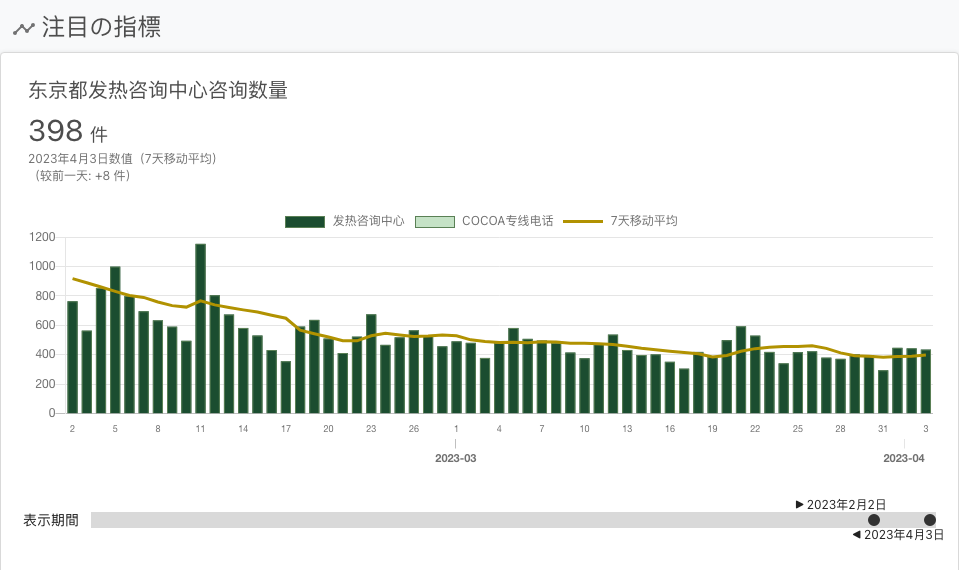 注目の指標
东京都发热咨询中心咨询数量
398 件
2023年4月3日数值（7天移动平均）
（较前一天: +8 件）
发热咨询中心 COCOA专线电话 7天移动平均
1200
1000
800
600
400
200
0
2 5 8 11 14 17 20 23 26 1 4 7 10 13 16 19 22 25 28 31 3
2023-03 2023-04
▶ 2023年2月2日
表示期間
◀ 2023年4月3日